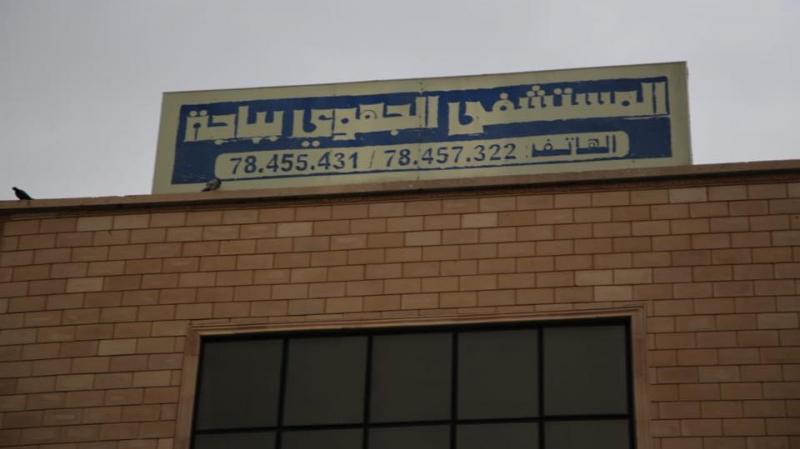 المستشفى الجهوي بباجة
الهاتف 78.457.322 / 78.455.431